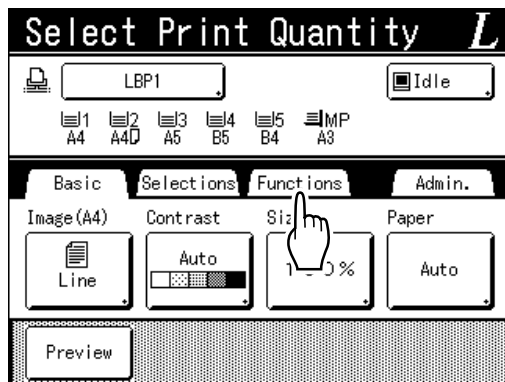 Select Print Quantity L
LBP1 Idle
1 2 3 4 5 MP
A4 A4 A5 B5 B4 A3
Basic Selections Functions Admin.
Image(A4) Contrast Paper
Auto
Line Auto
Preview